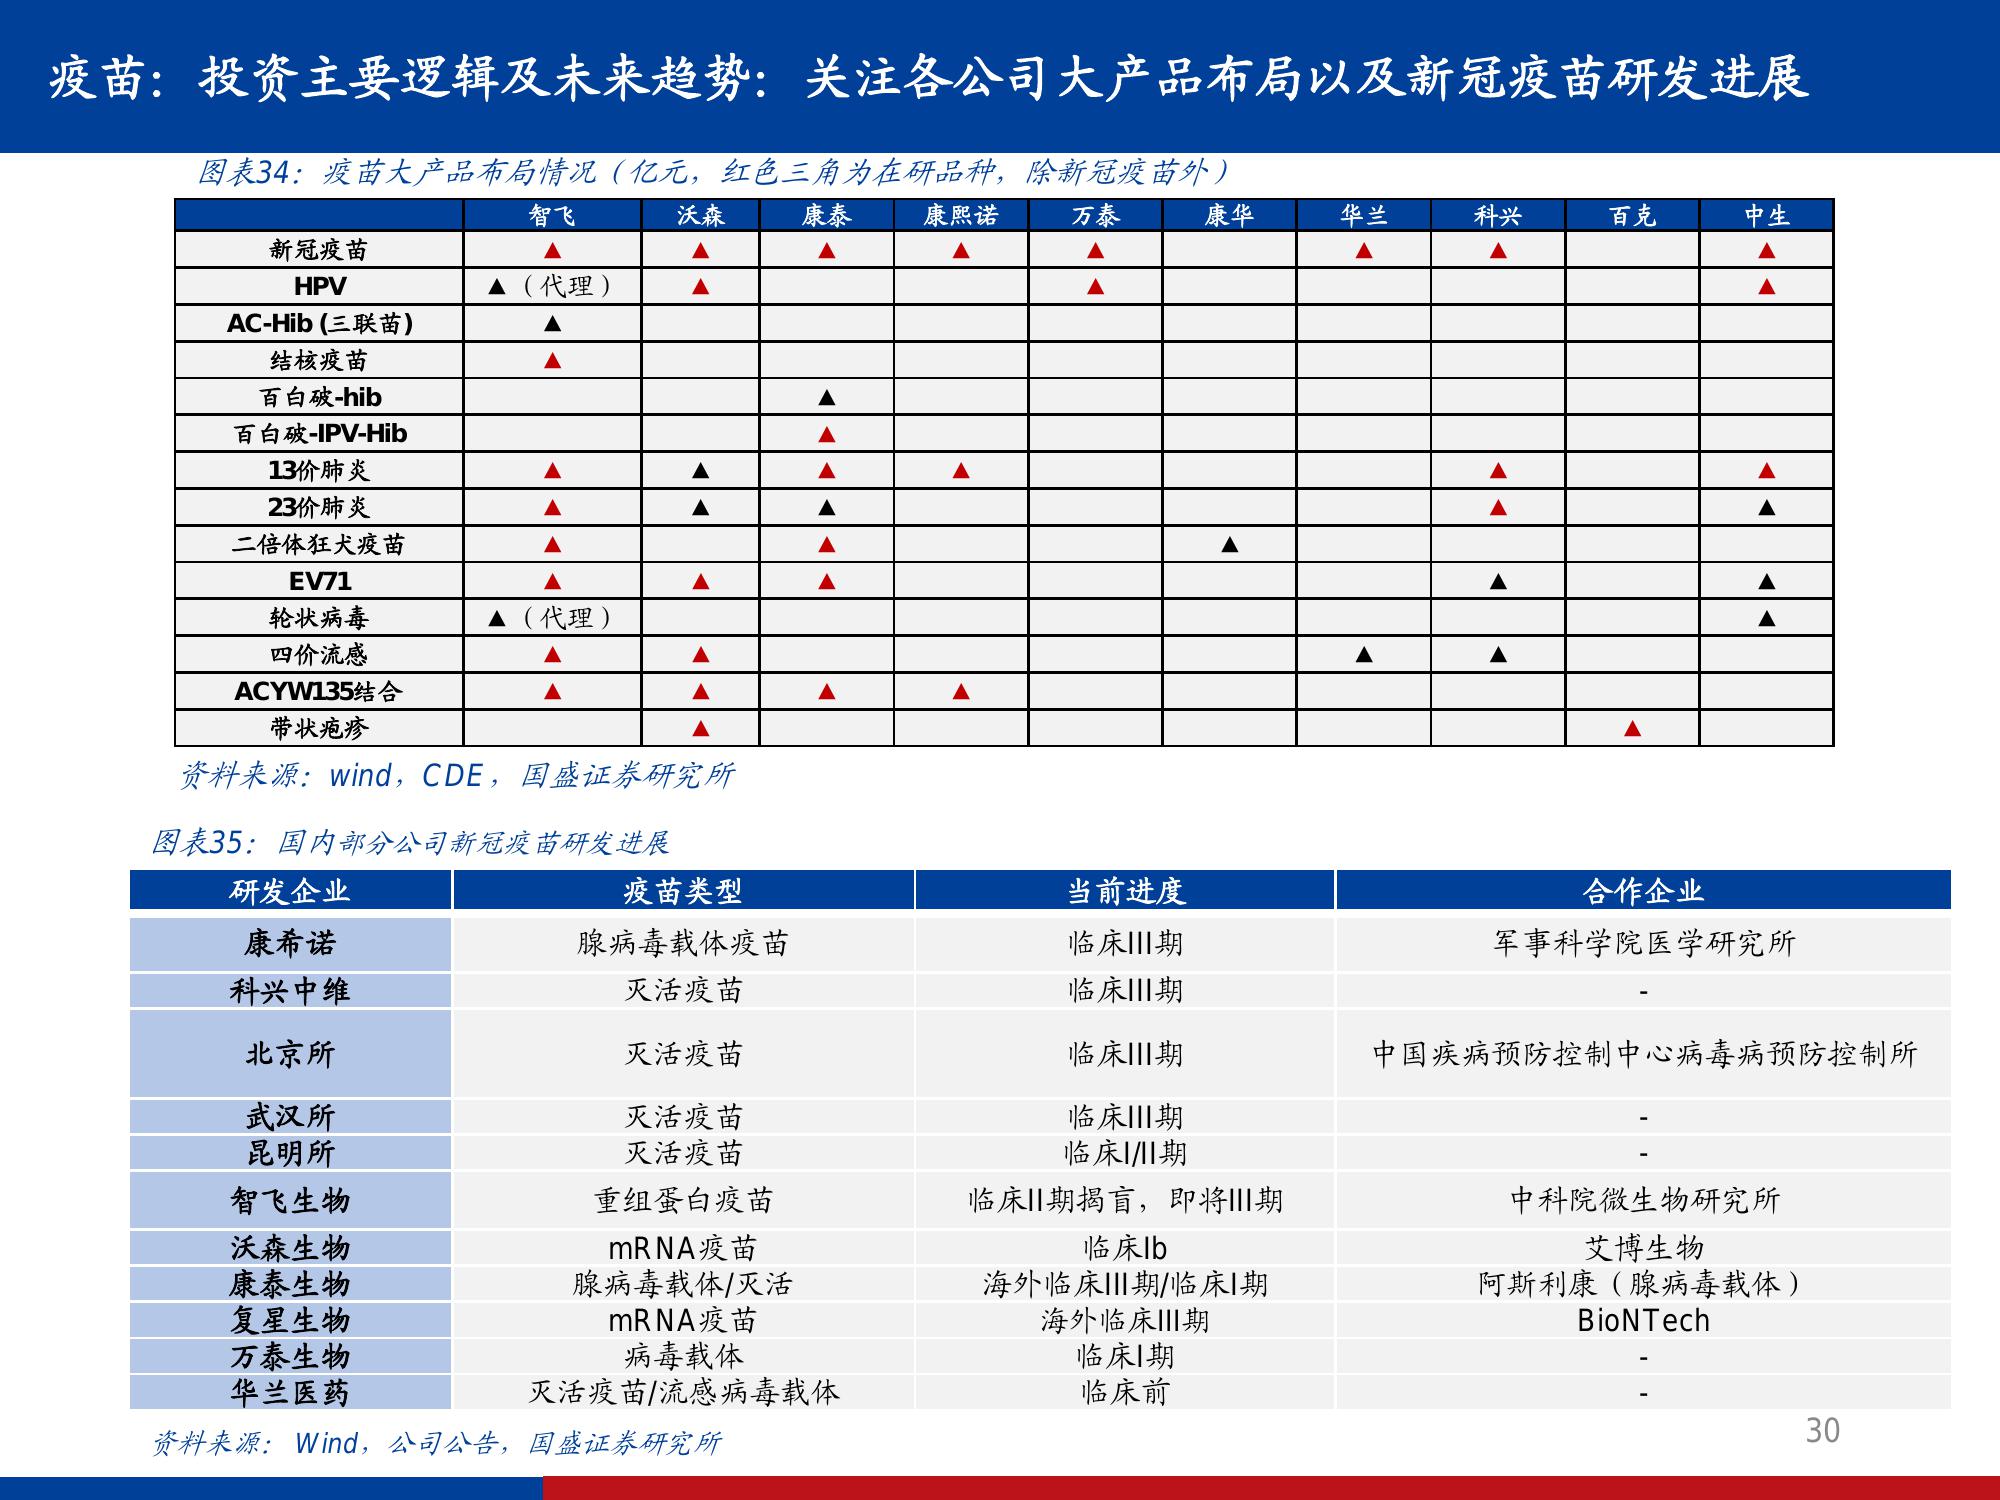 疫苗：投资主要逻辑及未来趋势：关注各公司大产品布局以及新冠疫苗研发进展
图表34：疫苗大产品布局情况（亿元，红色三角为在研品种，除新冠疫苗外）
智飞 沃森 康泰 康熙诺 万泰 康华 华兰 科兴 百克 中生
新冠疫苗 ▲ ▲ ▲ ▲ ▲ ▲ ▲ ▲
HPV ▲（代理） ▲ ▲ ▲
AC-Hib (三联苗) ▲
结核疫苗 ▲
百白破-hib ▲
百白破-IPV-Hib ▲
13价肺炎 ▲ ▲ ▲ ▲ ▲ ▲
23价肺炎 ▲ ▲ ▲ ▲ ▲
二倍体狂犬疫苗 ▲ ▲ ▲
EV71 ▲ ▲ ▲ ▲ ▲
轮状病毒 ▲（代理） ▲
四价流感 ▲ ▲ ▲ ▲
ACYW135结合 ▲ ▲ ▲ ▲
带状疱疹 ▲ ▲
资料来源：wind，CDE，国盛证券研究所
图表35：国内部分公司新冠疫苗研发进展
研发企业 疫苗类型 当前进度 合作企业
康希诺 腺病毒载体疫苗 临床III期 军事科学院医学研究所
科兴中维 灭活疫苗 临床III期 -
北京所 灭活疫苗 临床III期 中国疾病预防控制中心病毒病预防控制所
武汉所 灭活疫苗 临床III期 -
昆明所 灭活疫苗 临床I/II期 -
智飞生物 重组蛋白疫苗 临床II期揭盲，即将III期 中科院微生物研究所
沃森生物 mRNA疫苗 临床Ib 艾博生物
康泰生物 腺病毒载体/灭活 海外临床III期/临床I期 阿斯利康（腺病毒载体）
复星生物 mRNA疫苗 海外临床III期 BioNTech
万泰生物 病毒载体 临床I期 -
华兰医药 灭活疫苗/流感病毒载体 临床前 -
资料来源：Wind，公司公告，国盛证券研究所
30